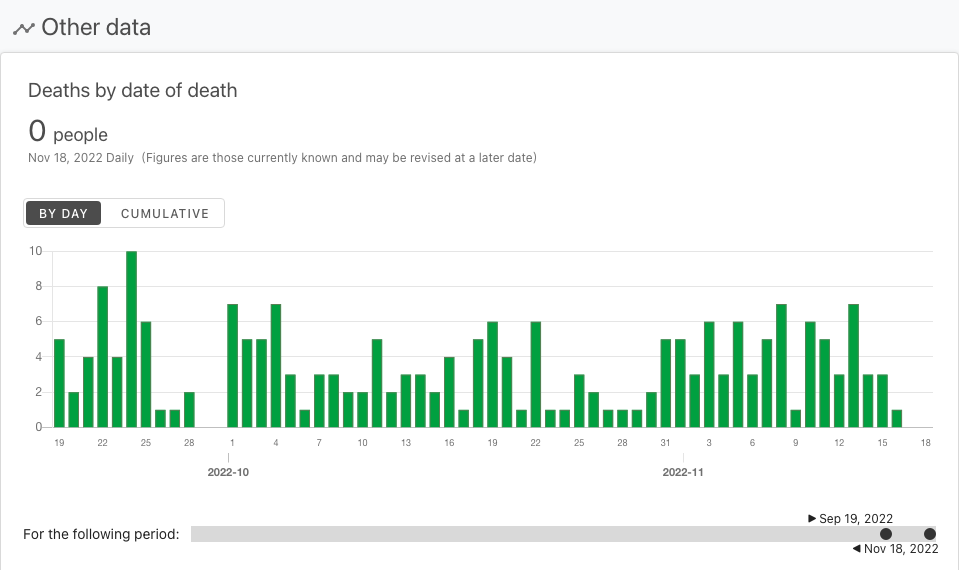 Other data
Deaths by date of death
0 people
Nov 18, 2022 Daily (Figures are those currently known and may be revised at a later date)
BY DAY CUMULATIVE
10
8
6
4
2
0
19 22 25 28 1 4 7 10 13 16 19 22 25 28 31 3 6 9 12 15 18
2022-10 2022-11
▶ Sep 19, 2022
For the following period:
◀ Nov 18, 2022